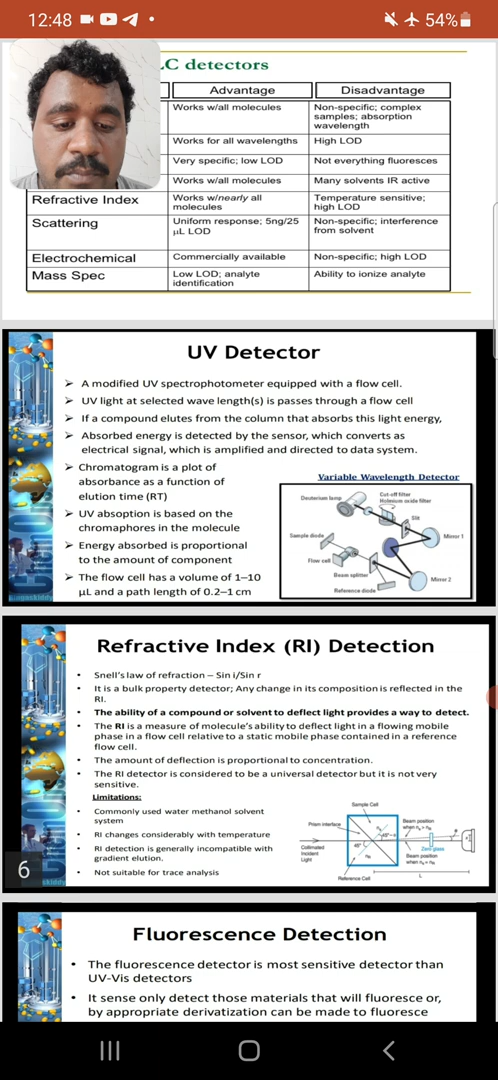 12:48
54%
LC detectors
Advantage
Disadvantage
Works w/all molecules
Non-specific; complex
samples; absorption
wavelength
Works for all wavelengths
High LOD
Very specific; low LOD
Not everything fluoresces
Works w/all molecules
Many solvents IR active
Refractive Index
Works w/nearly all
molecules
Temperature sensitive;
high LOD
Scattering
Uniform response; 5ng/25
µL LOD
Non-specific; interference
from solvent
Electrochemical
Commercially available
Non-specific; high LOD
Mass Spec
Low LOD; analyte
identification
Ability to ionize analyte
UV Detector
➢ A modified UV spectrophotometer equipped with a flow cell.
➢ UV light at selected wave length(s) is passes through a flow cell
➢ If a compound elutes from the column that absorbs this light energy,
➢ Absorbed energy is detected by the sensor, which converts as
electrical signal, which is amplified and directed to data system.
➢ Chromatogram is a plot of
absorbance as a function of
elution time (RT)
➢ UV absoption is based on the
chromaphores in the molecule
➢ Energy absorbed is proportional
to the amount of component
➢ The flow cell has a volume of 1–10
µL and a path length of 0.2–1 cm
Variable Wavelength Detector
Deuterium lamp
Cut-off filter
Holmium oxide filter
Slit
Mirror 1
Sample diode
Flow cell
Beam splitter
Reference diode
Mirror 2
Refractive Index (RI) Detection
• Snell's law of refraction – Sin i/Sin r
• It is a bulk property detector; Any change in its composition is reflected in the
RI.
• The ability of a compound or solvent to deflect light provides a way to detect.
• The RI is a measure of molecule's ability to deflect light in a flowing mobile
phase in a flow cell relative to a static mobile phase contained in a reference
flow cell.
• The amount of deflection is proportional to concentration.
• The RI detector is considered to be a universal detector but it is not very
sensitive.
Limitations:
• Commonly used water methanol solvent
system
• RI changes considerably with temperature
• RI detection is generally incompatible with
gradient elution.
• Not suitable for trace analysis
Sample Cell
Prism interface
Beam position
Collimated
Incident
Light
45°
Zero glass
Beam position
Reference Cell
L
6
Fluorescence Detection
• The fluorescence detector is most sensitive detector than
UV-Vis detectors
• It sense only detect those materials that will fluoresce or,
by appropriate derivatization can be made to fluoresce